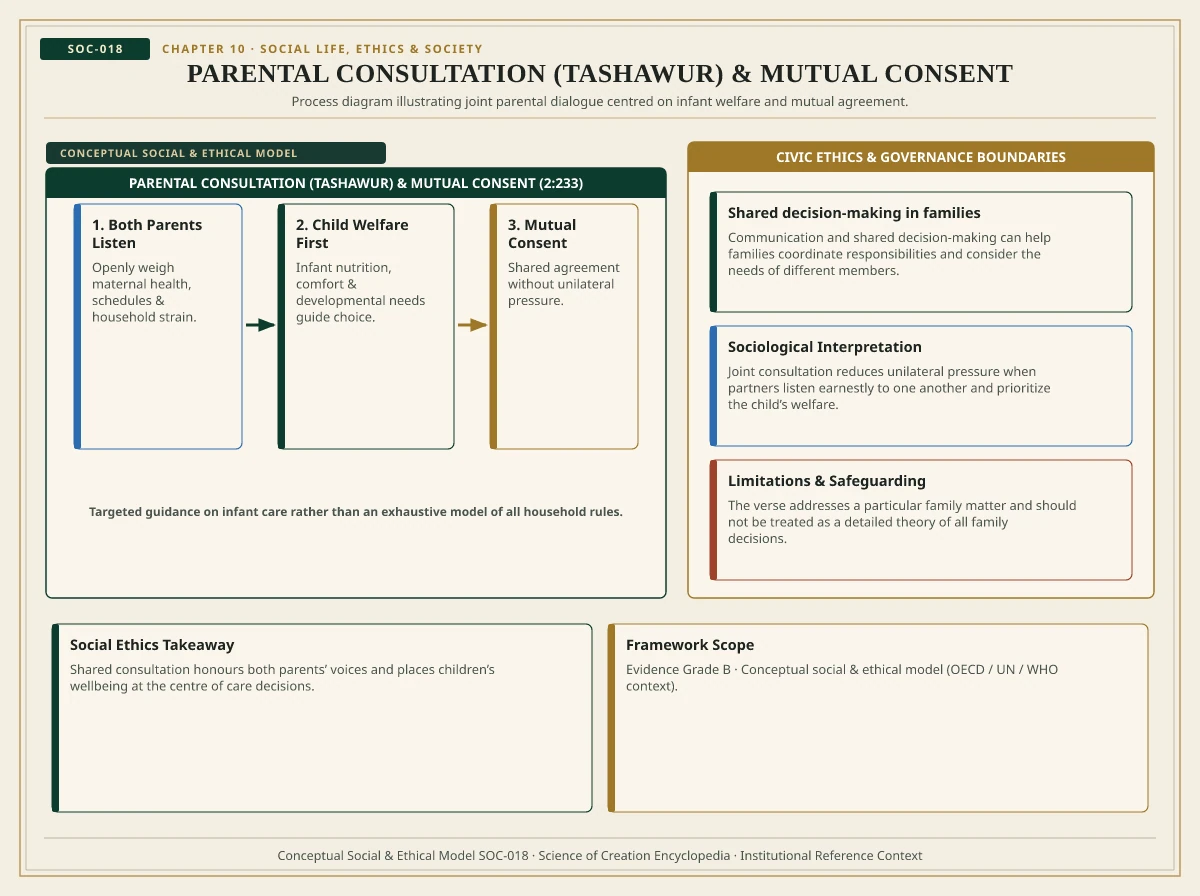 SOC-018
CHAPTER 10 · SOCIAL LIFE, ETHICS & SOCIETY
PARENTAL CONSULTATION (TASHAWUR) & MUTUAL CONSENT
Process diagram illustrating joint parental dialogue centred on infant welfare and mutual agreement.
CONCEPTUAL SOCIAL & ETHICAL MODEL
PARENTAL CONSULTATION (TASHAWUR) & MUTUAL CONSENT (2:233)
1. Both Parents
Listen
Openly weigh
maternal health,
schedules &
household strain.
2. Child Welfare
First
Infant nutrition,
comfort &
developmental needs
guide choice.
3. Mutual
Consent
Shared agreement
without unilateral
pressure.
Targeted guidance on infant care rather than an exhaustive model of all household rules.
CIVIC ETHICS & GOVERNANCE BOUNDARIES
Shared decision-making in families
Communication and shared decision-making can help
families coordinate responsibilities and consider the
needs of different members.
Sociological Interpretation
Joint consultation reduces unilateral pressure when
partners listen earnestly to one another and prioritize
the child’s welfare.
Limitations & Safeguarding
The verse addresses a particular family matter and should
not be treated as a detailed theory of all family
decisions.
Social Ethics Takeaway
Shared consultation honours both parents’ voices and places children’s
wellbeing at the centre of care decisions.
Framework Scope
Evidence Grade B · Conceptual social & ethical model (OECD / UN / WHO
context).
Conceptual Social & Ethical Model SOC-018 · Science of Creation Encyclopedia · Institutional Reference Context